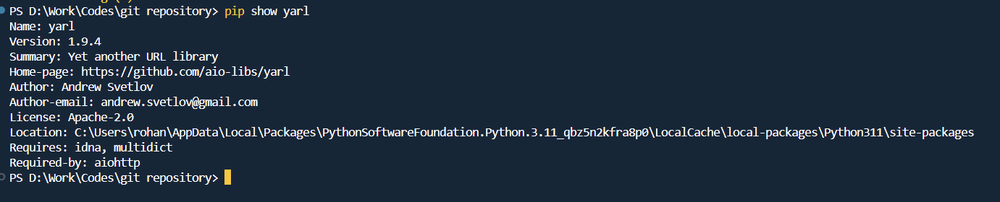 PS D:\Work\Codes\git repository> pip show yarl
Name: yarl
Version: 1.9.4
Summary: Yet another URL library
Home-page: https://github.com/aio-libs/yarl
Author: Andrew Svetlov
Author-email: andrew.svetlov@gmail.com
License: Apache-2.0
Location: C:\Users\rohan\AppData\Local\Packages\PythonSoftwareFoundation.Python.3.11_qbz5n2kfra8p0\LocalCache\local-packages\Python311\site-packages
Requires: idna, multidict
Required-by: aiohttp
PS D:\Work\Codes\git repository>